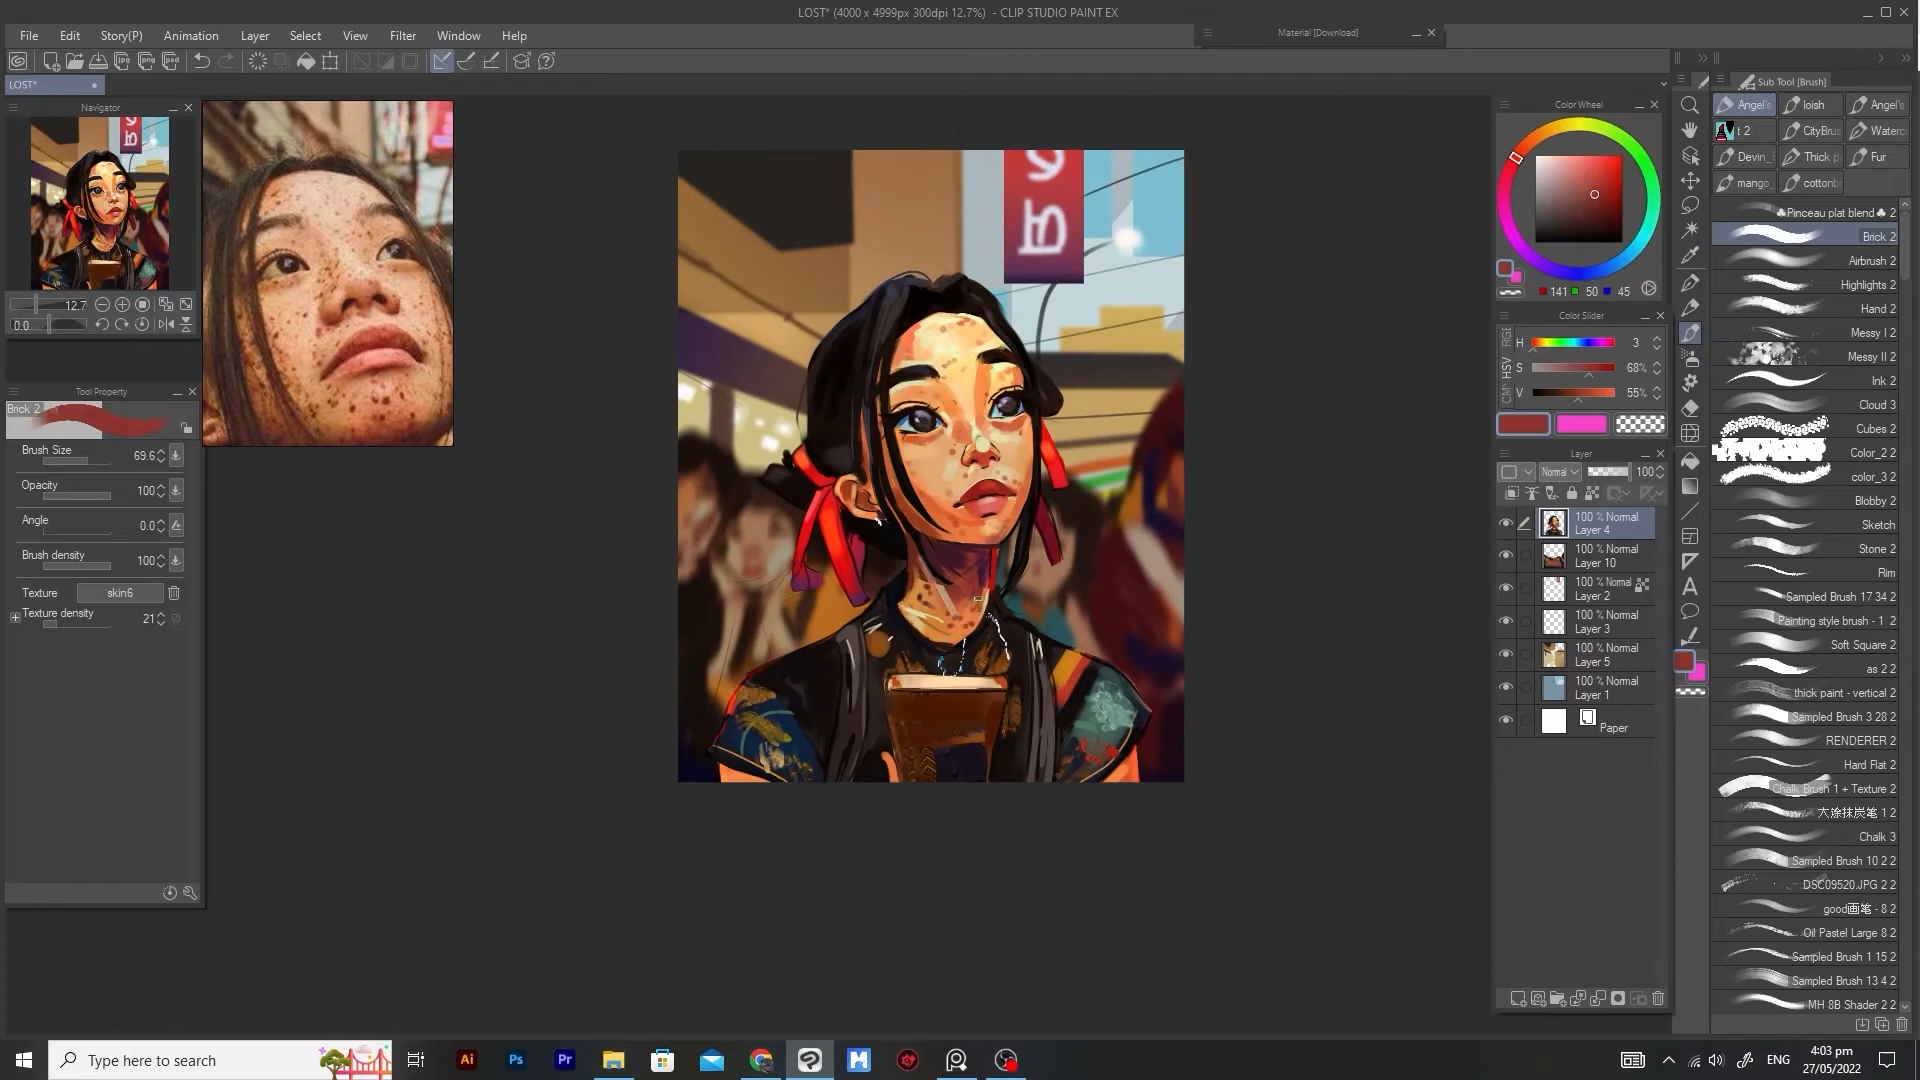 LOST* (4000 x 4999px 300dpi 12.7%) - CLIP STUDIO PAINT EX
File Edit Story(P) Animation Layer Select View Filter Window Help
Material [Download]
LOST*
Navigator
12.7
0.0
Tool Property
Brick 2
Brush Size 69.6
Opacity 100
Angle 0.0
Brush density 100
Texture skin6
Texture density 21
Color Wheel
141 50 45
Color Slider
H 3
S 68%
V 55%
HSV
Layer
Normal 100
100 % Normal
Layer 4
100 % Normal
Layer 10
100 % Normal
Layer 2
100 % Normal
Layer 3
100 % Normal
Layer 5
100 % Normal
Layer 1
Paper
Sub Tool [Brush]
Angel's loish Angel's
t 2 CityBrus Waterc
Devin_ Thick p Fur
mango_ cottonb
♣Pinceau plat blend♣ 2
Brick 2
Airbrush 2
Highlights 2
Hand 2
Messy I 2
Messy II 2
Ink 2
Cloud 3
Cubes 2
Color_2 2
color_3 2
Blobby 2
Sketch
Stone 2
Rim
Sampled Brush 17 34 2
Painting style brush - 1 2
Soft Square 2
as 2 2
thick paint - vertical 2
Sampled Brush 3 28 2
RENDERER 2
Hard Flat 2
Chalk Brush 1 + Texture 2
大涂抹炭笔 1 2
Chalk 3
Sampled Brush 10 2 2
DSC09520.JPG 2 2
good画笔 - 8 2
Oil Pastel Large 8 2
Sampled Brush 1 15 2
Sampled Brush 13 4 2
MH 8B Shader 2 2
Type here to search
Ai Ps Pr
ENG
4:03 pm
27/05/2022